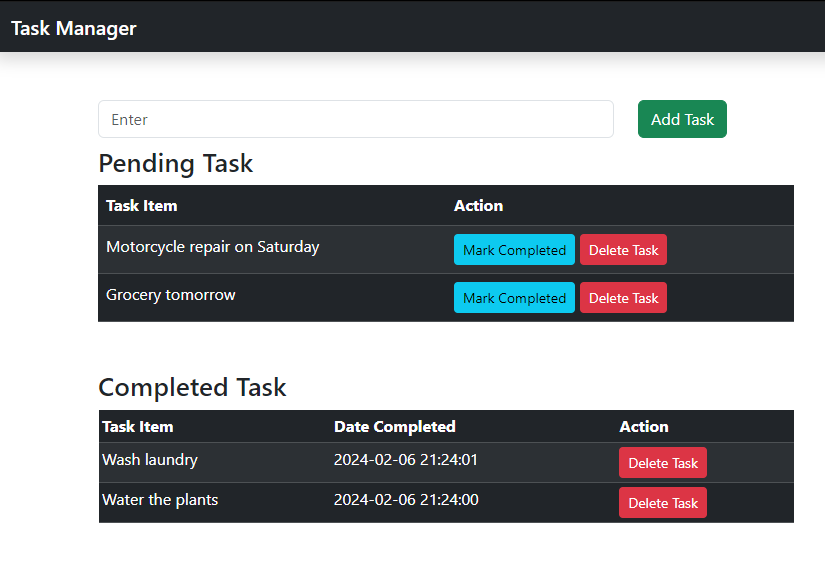 Task Manager
Enter Add Task
Pending Task
Task Item Action
Motorcycle repair on Saturday Mark Completed Delete Task
Grocery tomorrow Mark Completed Delete Task
Completed Task
Task Item Date Completed Action
Wash laundry 2024-02-06 21:24:01 Delete Task
Water the plants 2024-02-06 21:24:00 Delete Task